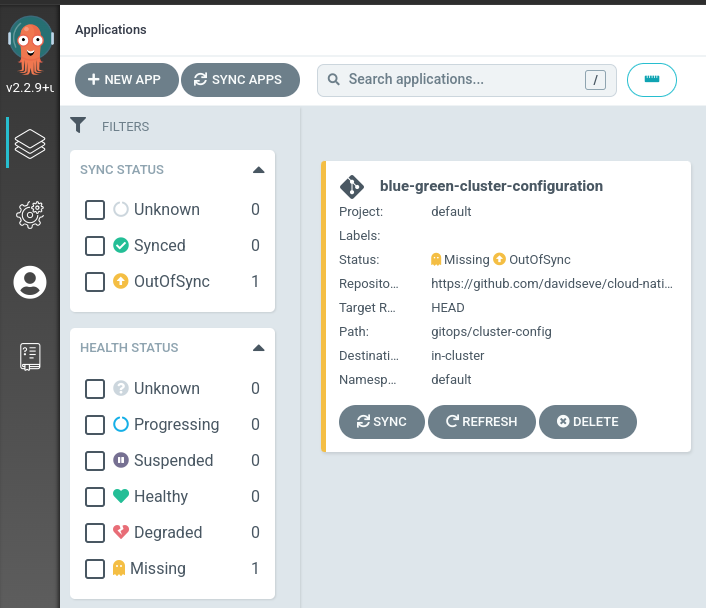 Applications
v2.2.9+u
NEW APP
SYNC APPS
Search applications...
/
FILTERS
SYNC STATUS
Unknown 0
Synced 0
OutOfSync 1
HEALTH STATUS
Unknown 0
Progressing 0
Suspended 0
Healthy 0
Degraded 0
Missing 1
blue-green-cluster-configuration
Project: default
Labels:
Status: Missing OutOfSync
Reposito... https://github.com/davidseve/cloud-nati...
Target R... HEAD
Path: gitops/cluster-config
Destinati... in-cluster
Namesp... default
SYNC REFRESH DELETE